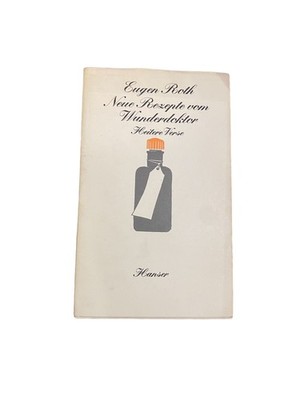 Eugen Roth
Neue Rezepte vom
Wunderdoktor
Heitere Verse
Hanser